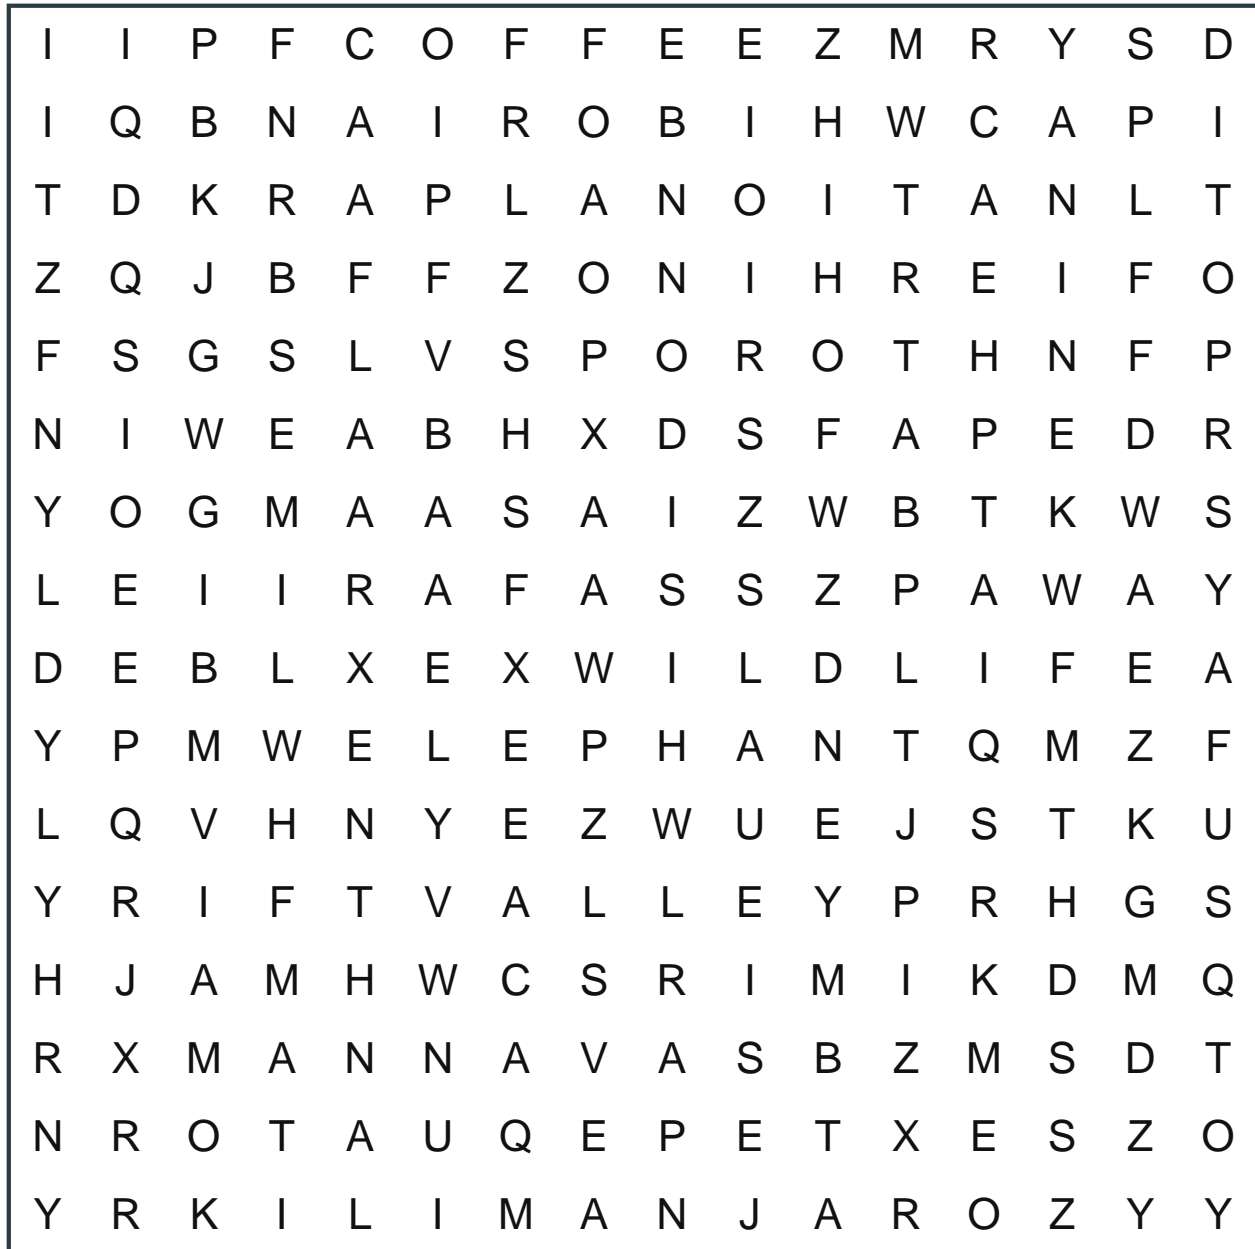 I I P F C O F F E E Z M R Y S D
I Q B N A I R O B I H W C A P I
T D K R A P L A N O I T A N L T
Z Q J B F F Z O N I H R E I F O
F S G S L V S P O R O T H N F P
N I W E A B H X D S F A P E D R
Y O G M A A S A I Z W B T K W S
L E I I R A F A S S Z P A W A Y
D E B L X E X W I L D L I F E A
Y P M W E L E P H A N T Q M Z F
L Q V H N Y E Z W U E J S T K U
Y R I F T V A L L E Y P R H G S
H J A M H W C S R I M I K D M Q
R X M A N N A V A S B Z M S D T
N R O T A U Q E P E T X E S Z O
Y R K I L I M A N J A R O Z Y Y